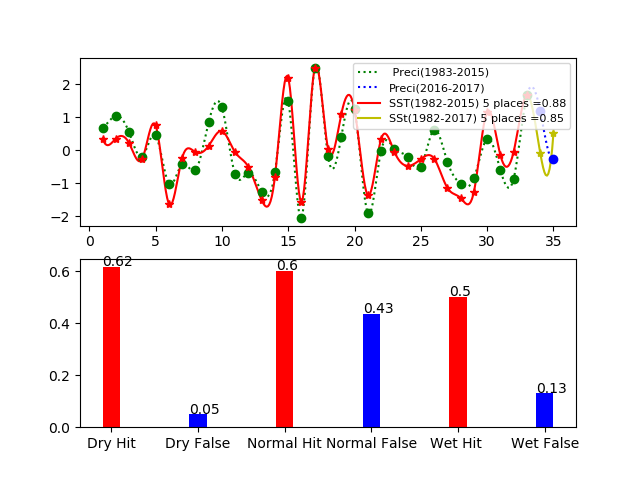 2
1
0
−1
−2
Preci(1983-2015)
Preci(2016-2017)
SST(1982-2015) 5 places =0.88
SSt(1982-2017) 5 places =0.85
0 5 10 15 20 25 30 35
0.6
0.4
0.2
0.0
0.62
0.05
0.6
0.43
0.5
0.13
Dry Hit Dry False Normal Hit Normal False Wet Hit Wet False